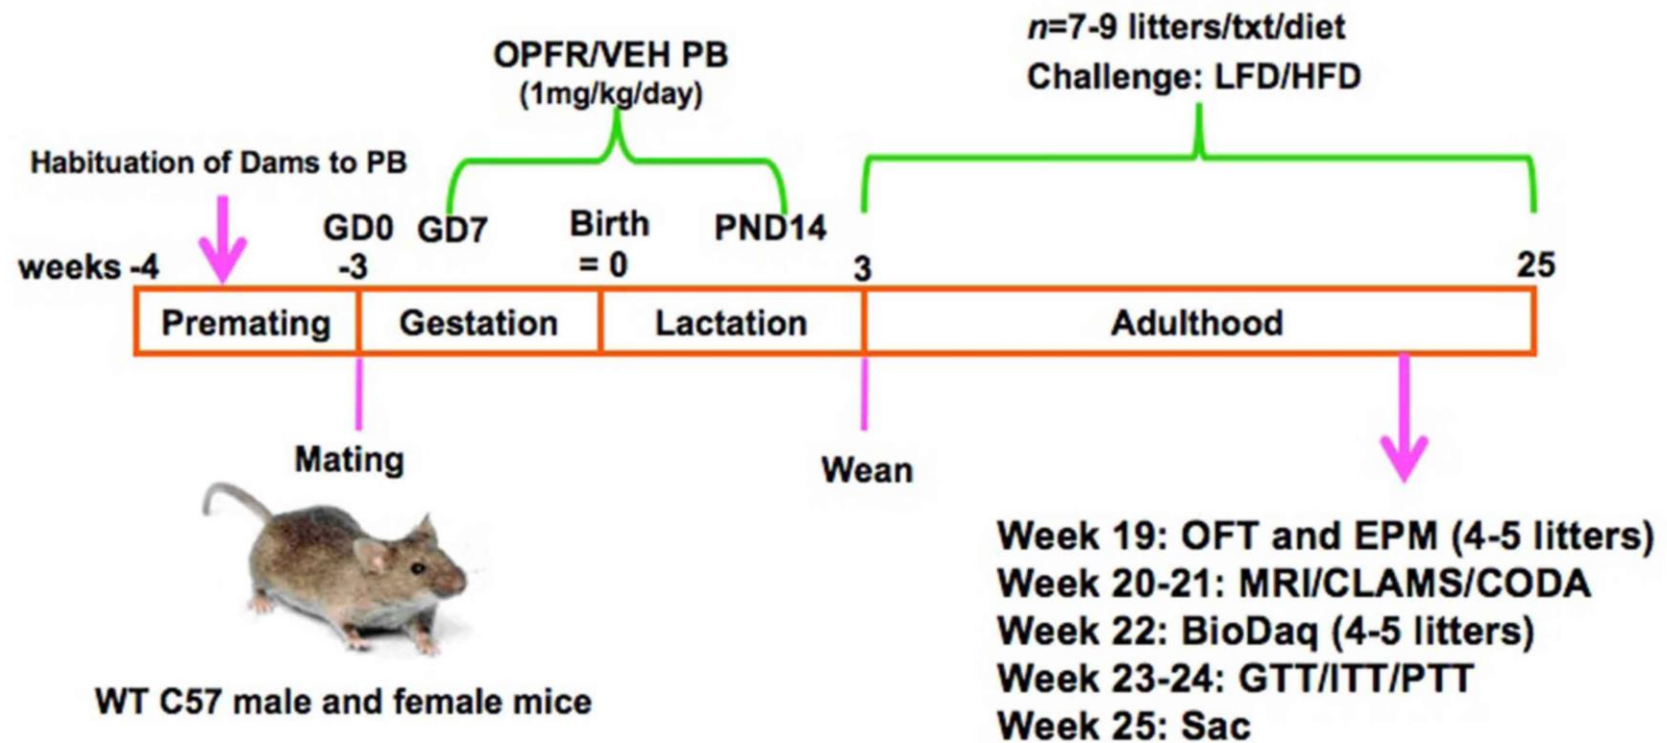 n=7-9 litters/txt/diet
Challenge: LFD/HFD
OPFR/VEH PB
(1mg/kg/day)
Habituation of Dams to PB
GD0 GD7 Birth PND14
weeks -4 -3 = 0 3 25
Premating Gestation Lactation Adulthood
Mating
Wean
WT C57 male and female mice
Week 19: OFT and EPM (4-5 litters)
Week 20-21: MRI/CLAMS/CODA
Week 22: BioDaq (4-5 litters)
Week 23-24: GTT/ITT/PTT
Week 25: Sac